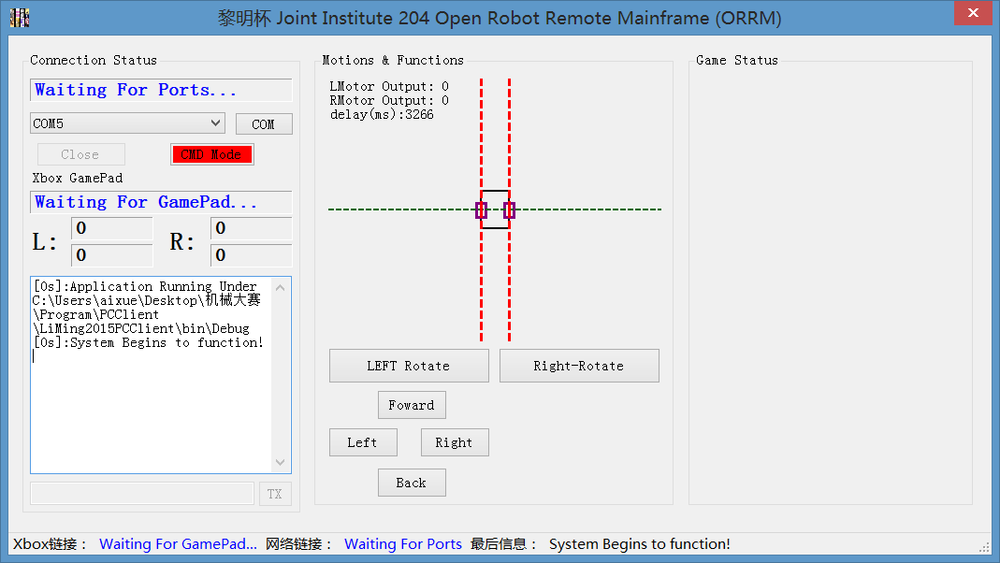 黎明杯 Joint Institute 204 Open Robot Remote Mainframe (ORRM)
Connection Status
Waiting For Ports...
COM5
COM
Close
CMD Mode
Xbox GamePad
Waiting For GamePad...
L:
0
0
R:
0
0
[0s]:Application Running Under
C:\Users\aixue\Desktop\机械大赛
\Program\PCClient
\LiMing2015PCClient\bin\Debug
[0s]:System Begins to function!
TX
Motions & Functions
LMotor Output: 0
RMotor Output: 0
delay(ms):3266
LEFT Rotate
Right-Rotate
Foward
Left
Right
Back
Game Status
Xbox链接： Waiting For GamePad... 网络链接： Waiting For Ports 最后信息： System Begins to function!